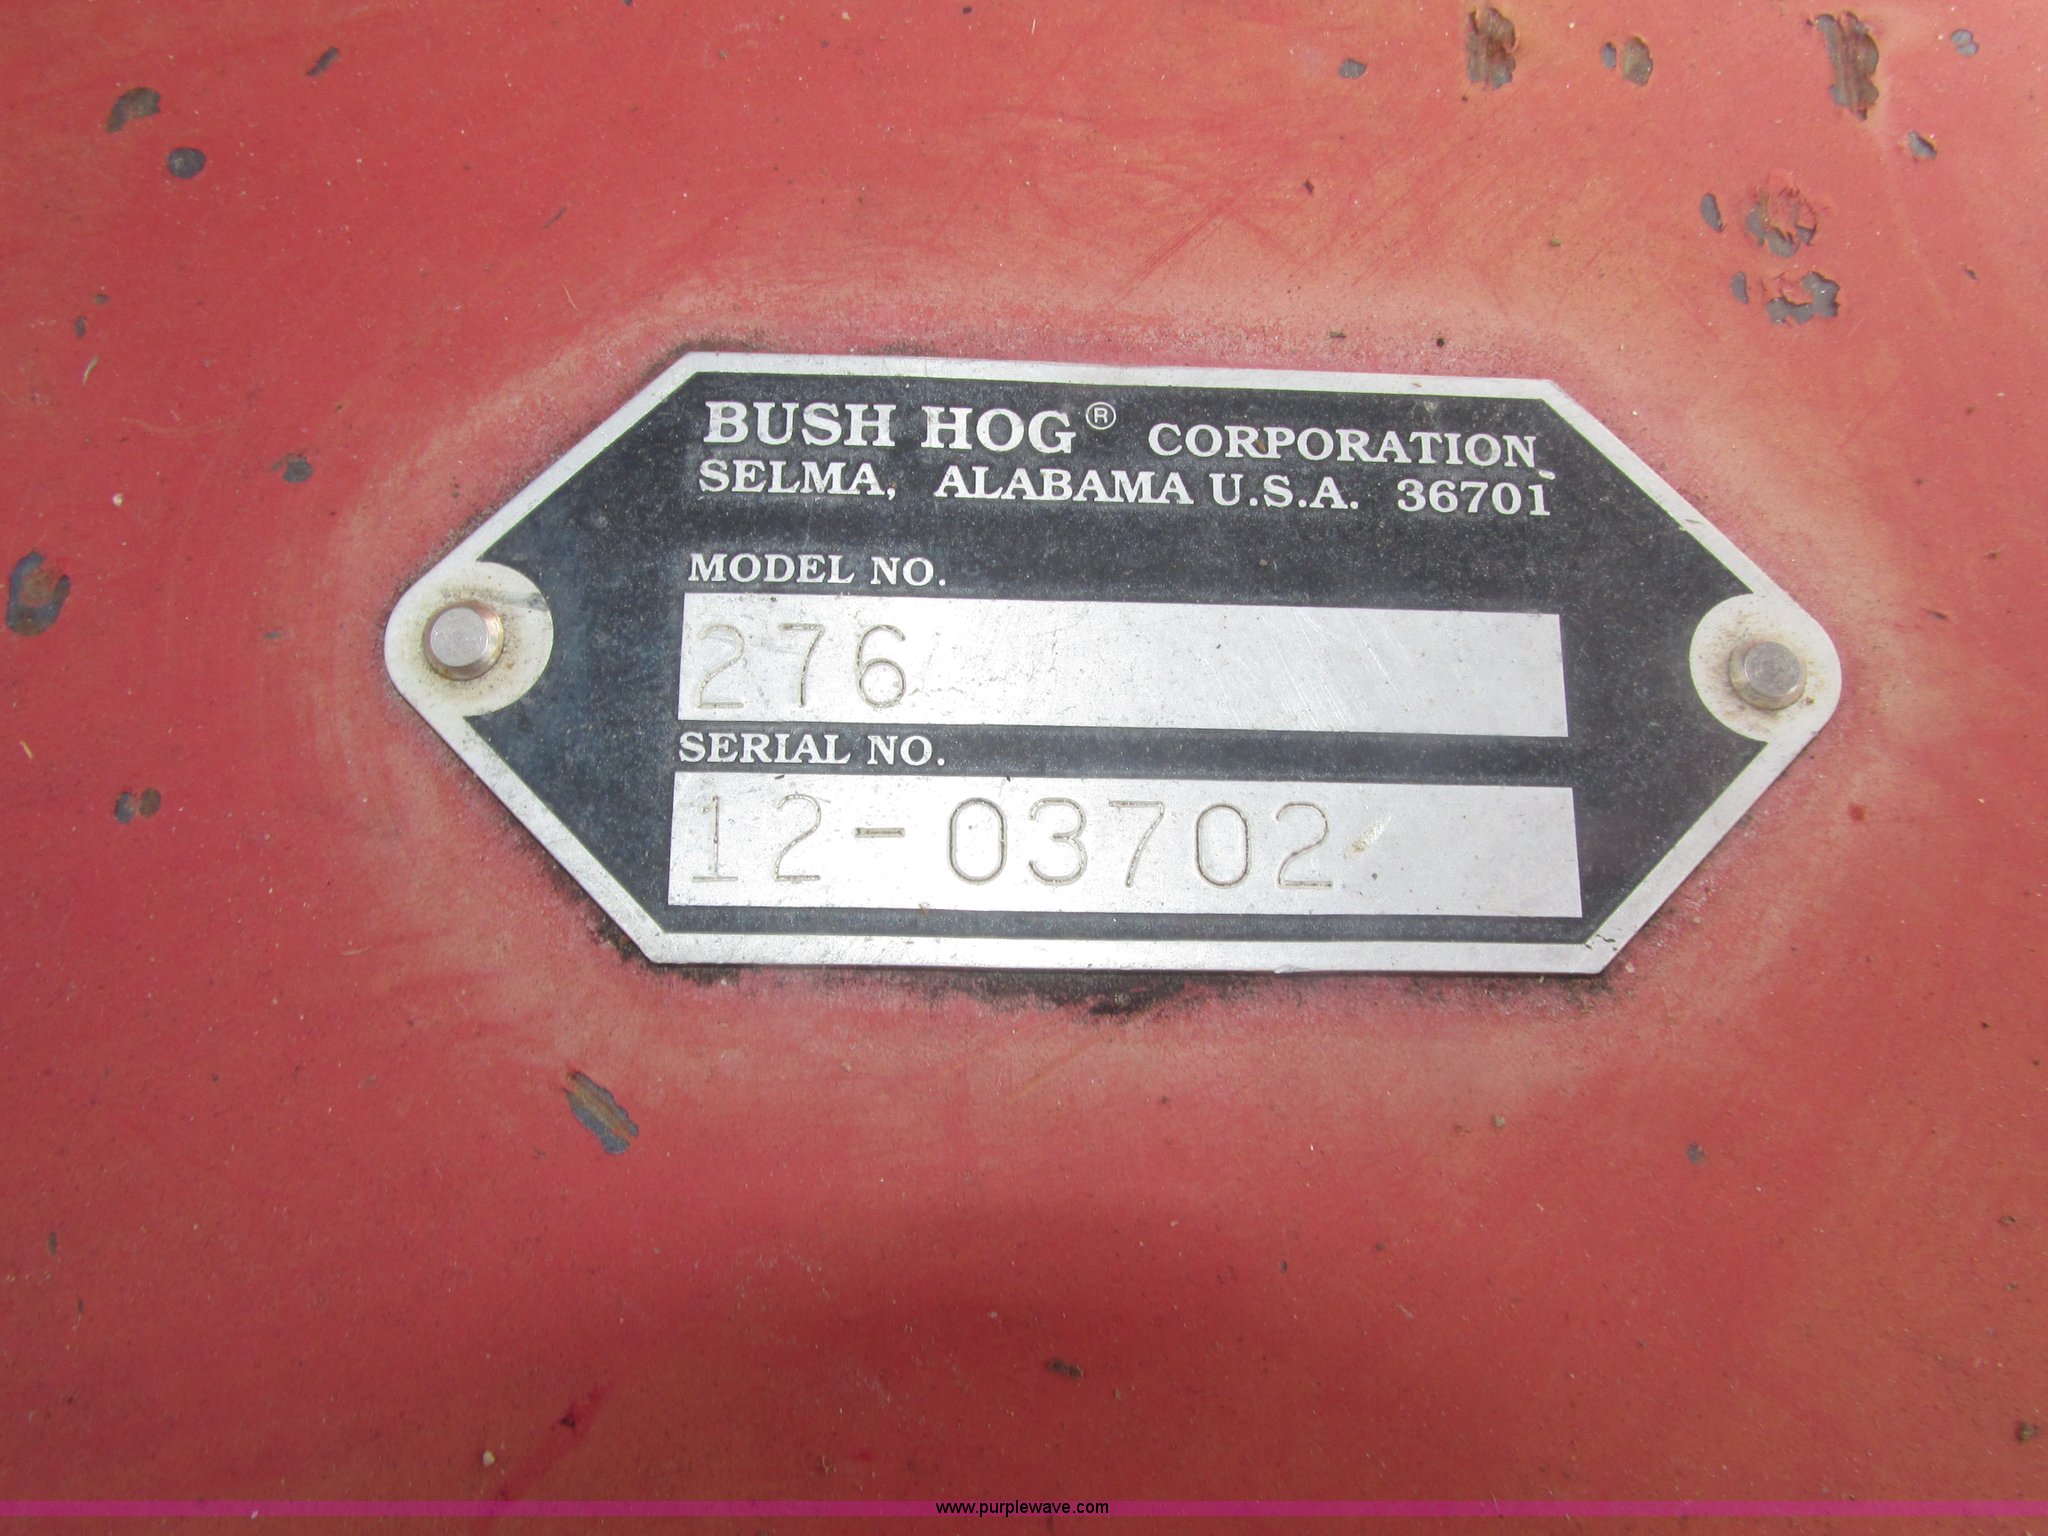 BUSH HOG® CORPORATION
SELMA, ALABAMA U.S.A. 36701
MODEL NO.
276
SERIAL NO.
12-03702
www.purplewave.com